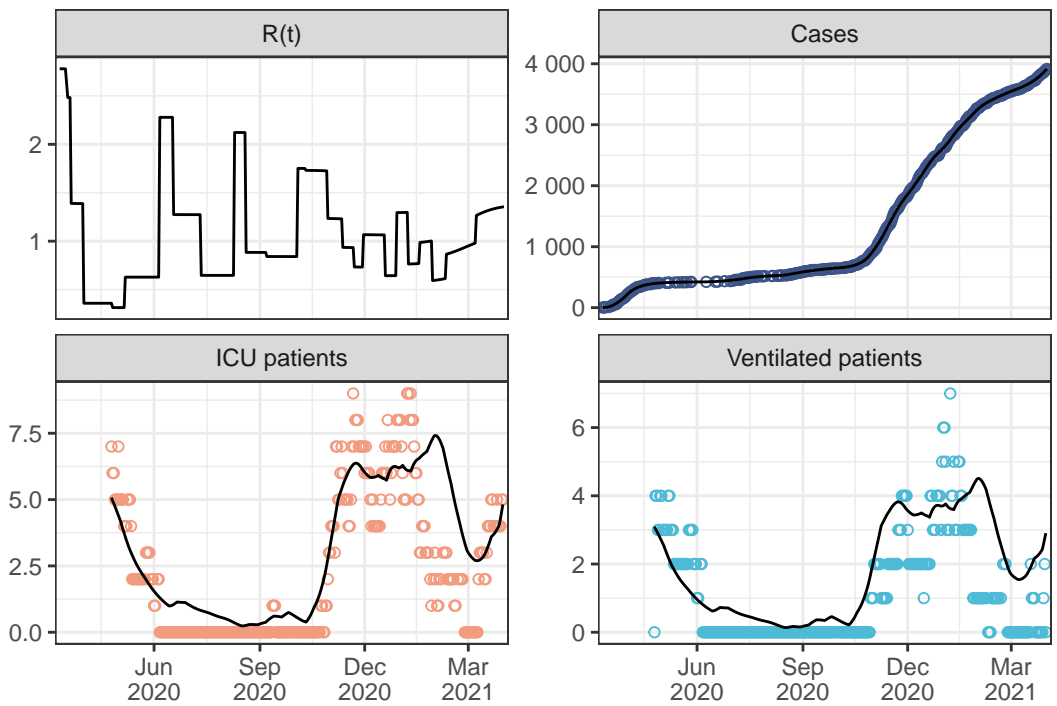 R(t)
Cases
2
1
4 000
3 000
2 000
1 000
0
ICU patients
Ventilated patients
7.5
5.0
2.5
0.0
6
4
2
0
Jun 2020
Sep 2020
Dec 2020
Mar 2021
Jun 2020
Sep 2020
Dec 2020
Mar 2021